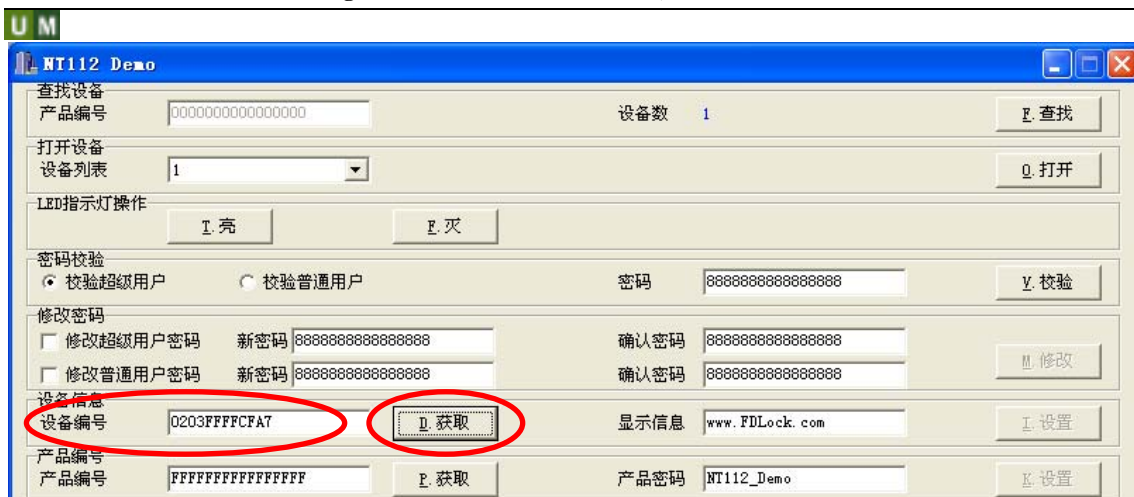 U M
NT112 Demo
查找设备
产品编号 0000000000000000 设备数 1 F.查找
打开设备
设备列表 1 O.打开
LED指示灯操作
T.亮 F.灭
密码校验
校验超级用户 校验普通用户 密码 8888888888888888 V.校验
修改密码
修改超级用户密码 新密码 8888888888888888 确认密码 8888888888888888
M.修改
修改普通用户密码 新密码 8888888888888888 确认密码 8888888888888888
设备信息
设备编号 0203FFFFCFA7 D.获取 显示信息 www.FDLock.com I.设置
产品编号
产品编号 FFFFFFFFFFFFFFFF P.获取 产品密码 NT112_Demo K.设置